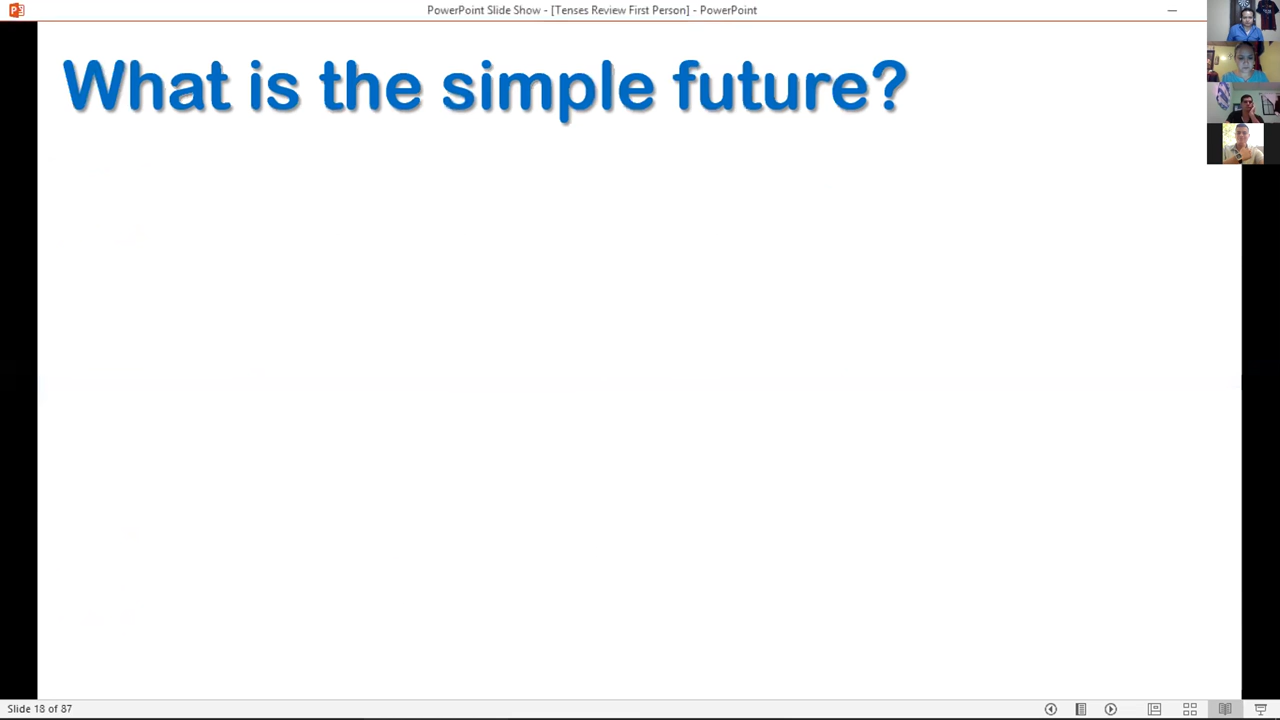 PowerPoint Slide Show - [Tenses Review First Person] - PowerPoint
What is the simple future?
Slide 18 of 87